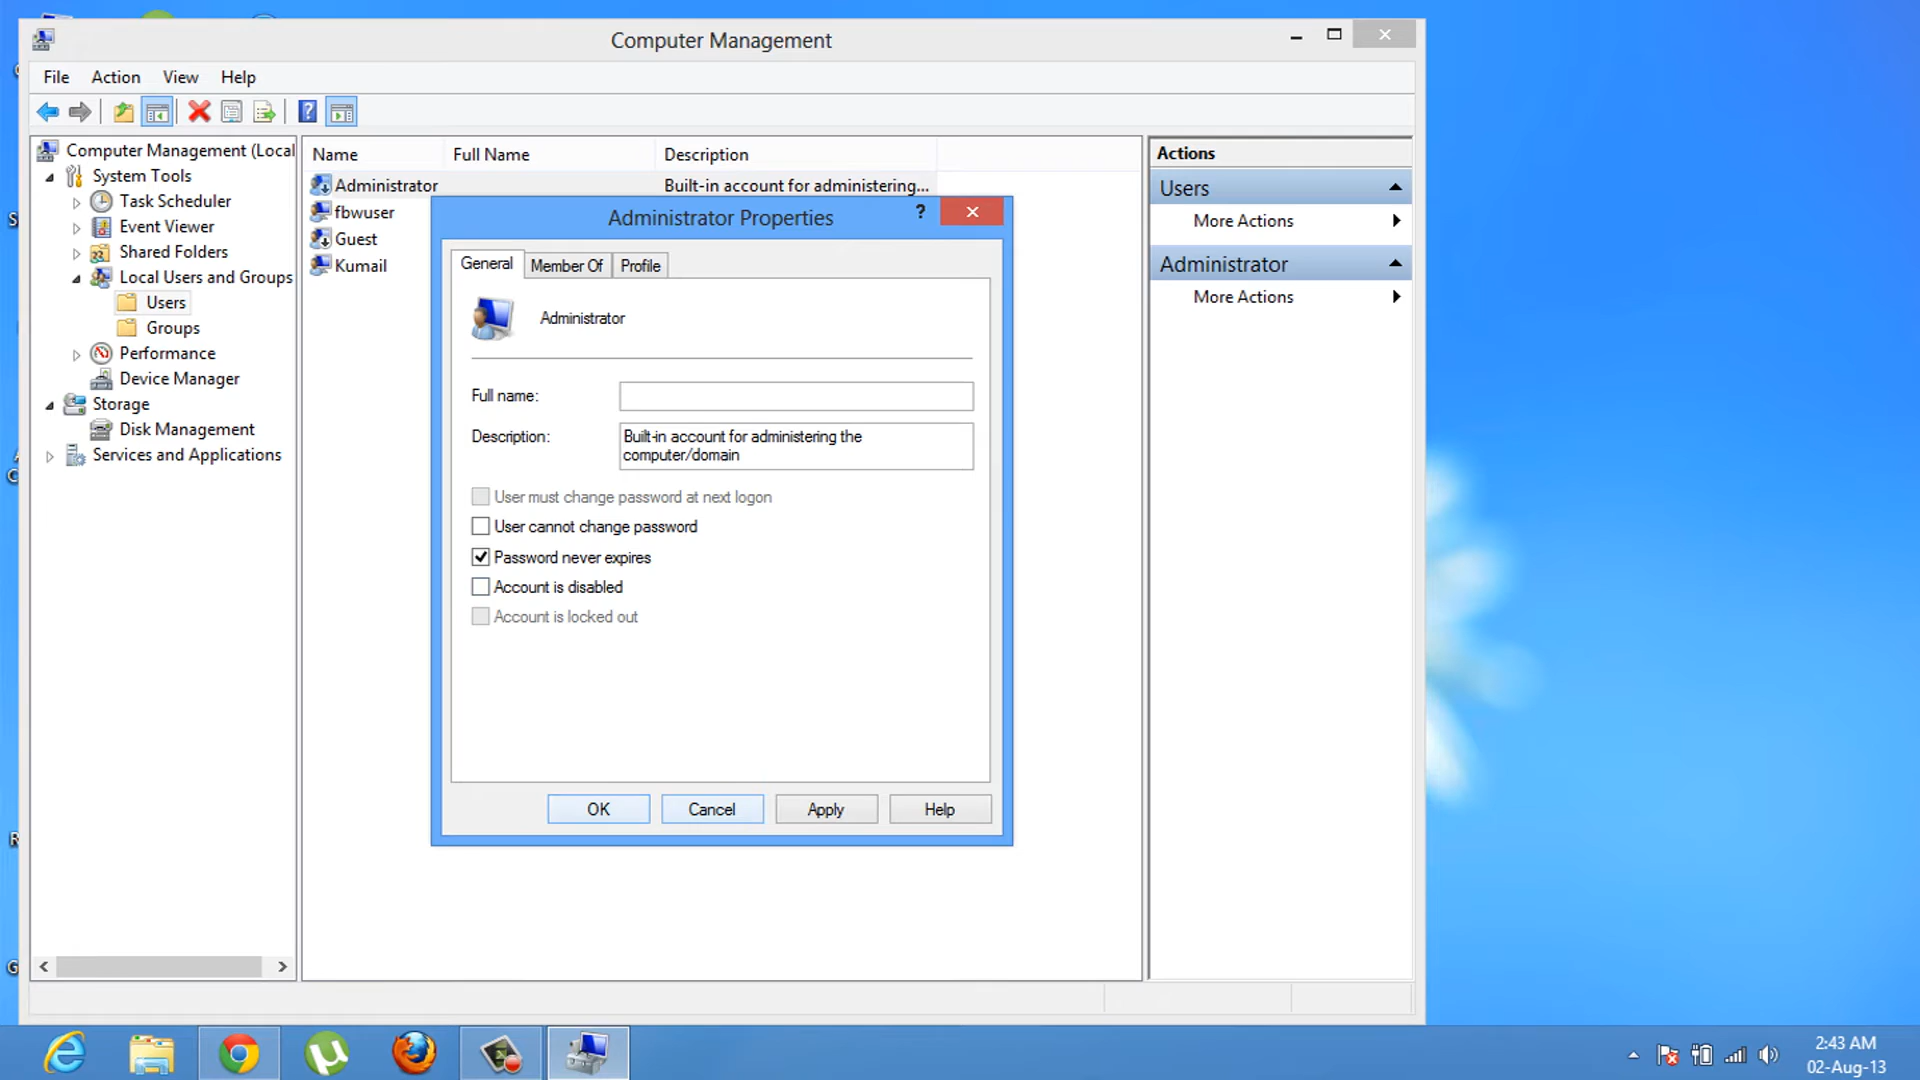 Computer Management
File Action View Help
Computer Management (Local
System Tools
Task Scheduler
Event Viewer
Shared Folders
Local Users and Groups
Users
Groups
Performance
Device Manager
Storage
Disk Management
Services and Applications
Name Full Name Description
Administrator Built-in account for administering...
fbwuser
Guest
Kumail
Administrator Properties
?
General Member Of Profile
Administrator
Full name:
Description: Built-in account for administering the
computer/domain
User must change password at next logon
User cannot change password
Password never expires
Account is disabled
Account is locked out
OK Cancel Apply Help
Actions
Users
More Actions
Administrator
More Actions
2:43 AM
02-Aug-13